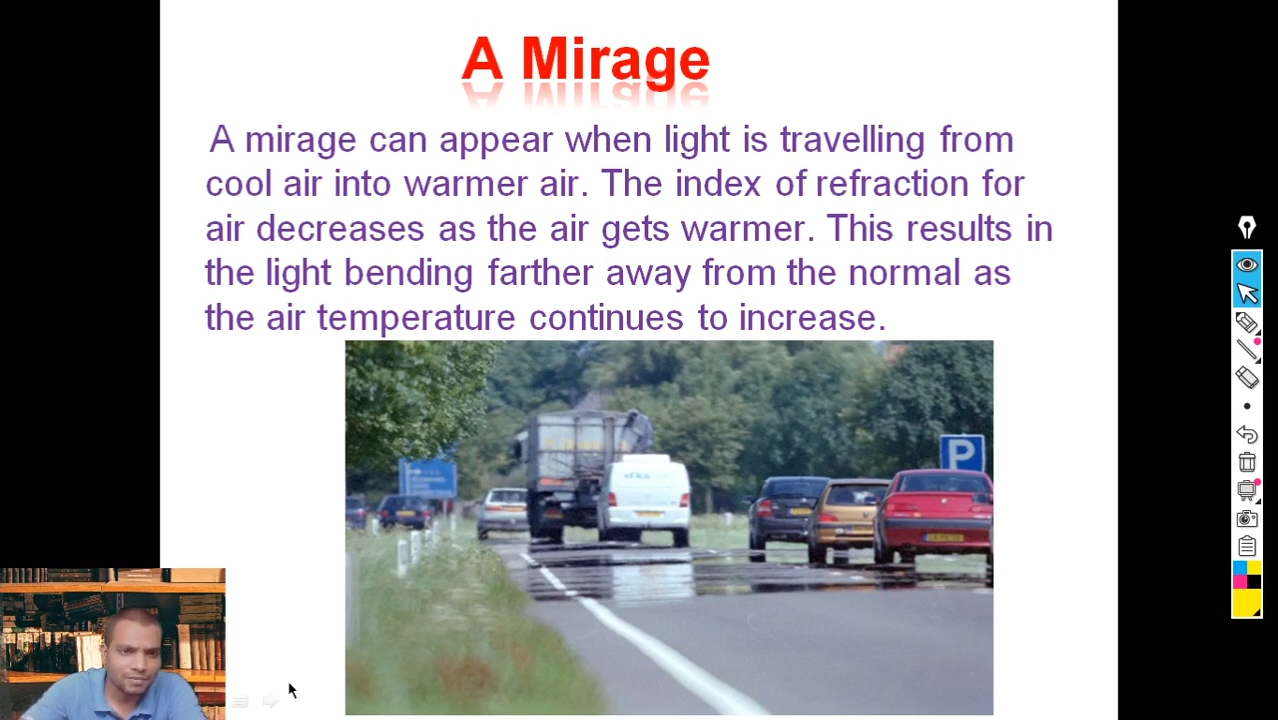 A Mirage
A mirage can appear when light is travelling from
cool air into warmer air. The index of refraction for
air decreases as the air gets warmer. This results in
the light bending farther away from the normal as
the air temperature continues to increase.
P